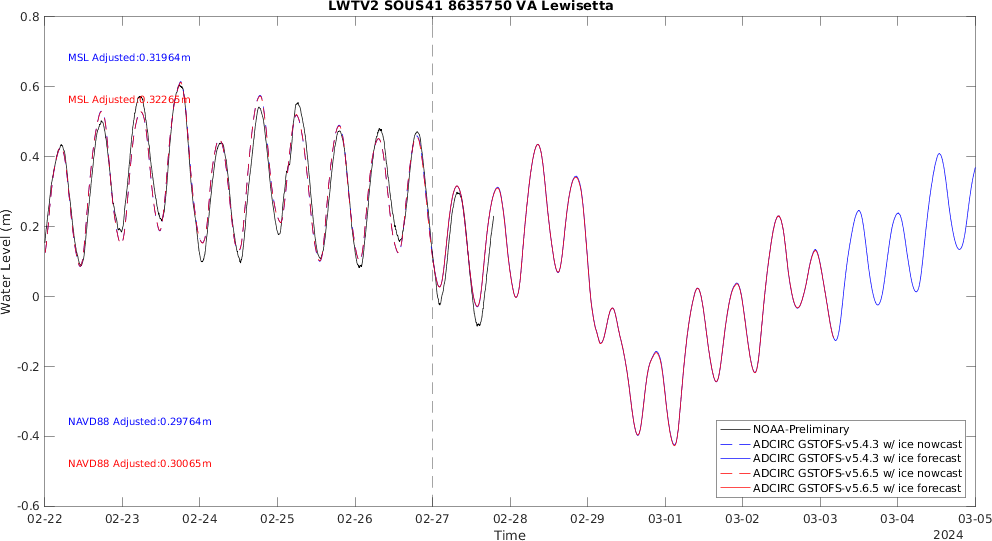 LWTV2 SOUS41 8635750 VA Lewisetta
0.8
0.6
0.4
0.2
0
-0.2
-0.4
-0.6
Water Level (m)
MSL Adjusted:0.31964m
MSL Adjusted:0.32265m
NAVD88 Adjusted:0.29764m
NAVD88 Adjusted:0.30065m
NOAA-Preliminary
ADCIRC GSTOFS-v5.4.3 w/ ice nowcast
ADCIRC GSTOFS-v5.4.3 w/ ice forecast
ADCIRC GSTOFS-v5.6.5 w/ ice nowcast
ADCIRC GSTOFS-v5.6.5 w/ ice forecast
02-22 02-23 02-24 02-25 02-26 02-27 02-28 02-29 03-01 03-02 03-03 03-04 03-05
Time
2024